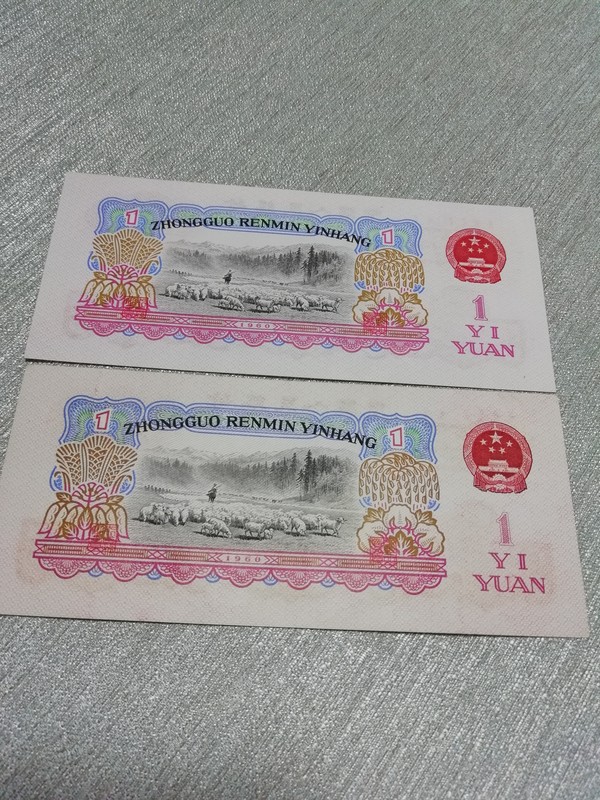 1 ZHONGGUO RENMIN YINHANG 1
1960
1
YI
YUAN
1 ZHONGGUO RENMIN YINHANG 1
1960
1
YI
YUAN